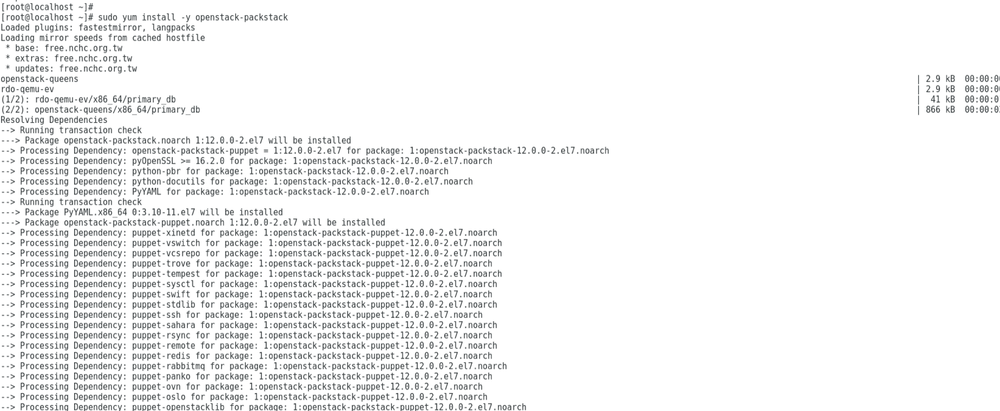 [root@localhost ~]#
[root@localhost ~]# sudo yum install -y openstack-packstack
Loaded plugins: fastestmirror, langpacks
Loading mirror speeds from cached hostfile
 * base: free.nchc.org.tw
 * extras: free.nchc.org.tw
 * updates: free.nchc.org.tw
openstack-queens | 2.9 kB 00:00:0
rdo-qemu-ev | 2.9 kB 00:00:0
(1/2): rdo-qemu-ev/x86_64/primary_db | 41 kB 00:00:0
(2/2): openstack-queens/x86_64/primary_db | 866 kB 00:00:0
Resolving Dependencies
--> Running transaction check
---> Package openstack-packstack.noarch 1:12.0.0-2.el7 will be installed
--> Processing Dependency: openstack-packstack-puppet = 1:12.0.0-2.el7 for package: 1:openstack-packstack-12.0.0-2.el7.noarch
--> Processing Dependency: pyOpenSSL >= 16.2.0 for package: 1:openstack-packstack-12.0.0-2.el7.noarch
--> Processing Dependency: python-pbr for package: 1:openstack-packstack-12.0.0-2.el7.noarch
--> Processing Dependency: python-docutils for package: 1:openstack-packstack-12.0.0-2.el7.noarch
--> Processing Dependency: PyYAML for package: 1:openstack-packstack-12.0.0-2.el7.noarch
--> Running transaction check
---> Package PyYAML.x86_64 0:3.10-11.el7 will be installed
---> Package openstack-packstack-puppet.noarch 1:12.0.0-2.el7 will be installed
--> Processing Dependency: puppet-xinetd for package: 1:openstack-packstack-puppet-12.0.0-2.el7.noarch
--> Processing Dependency: puppet-vswitch for package: 1:openstack-packstack-puppet-12.0.0-2.el7.noarch
--> Processing Dependency: puppet-vcsrepo for package: 1:openstack-packstack-puppet-12.0.0-2.el7.noarch
--> Processing Dependency: puppet-trove for package: 1:openstack-packstack-puppet-12.0.0-2.el7.noarch
--> Processing Dependency: puppet-tempest for package: 1:openstack-packstack-puppet-12.0.0-2.el7.noarch
--> Processing Dependency: puppet-sysctl for package: 1:openstack-packstack-puppet-12.0.0-2.el7.noarch
--> Processing Dependency: puppet-swift for package: 1:openstack-packstack-puppet-12.0.0-2.el7.noarch
--> Processing Dependency: puppet-stdlib for package: 1:openstack-packstack-puppet-12.0.0-2.el7.noarch
--> Processing Dependency: puppet-ssh for package: 1:openstack-packstack-puppet-12.0.0-2.el7.noarch
--> Processing Dependency: puppet-sahara for package: 1:openstack-packstack-puppet-12.0.0-2.el7.noarch
--> Processing Dependency: puppet-rsync for package: 1:openstack-packstack-puppet-12.0.0-2.el7.noarch
--> Processing Dependency: puppet-remote for package: 1:openstack-packstack-puppet-12.0.0-2.el7.noarch
--> Processing Dependency: puppet-redis for package: 1:openstack-packstack-puppet-12.0.0-2.el7.noarch
--> Processing Dependency: puppet-rabbitmq for package: 1:openstack-packstack-puppet-12.0.0-2.el7.noarch
--> Processing Dependency: puppet-panko for package: 1:openstack-packstack-puppet-12.0.0-2.el7.noarch
--> Processing Dependency: puppet-ovn for package: 1:openstack-packstack-puppet-12.0.0-2.el7.noarch
--> Processing Dependency: puppet-oslo for package: 1:openstack-packstack-puppet-12.0.0-2.el7.noarch
--> Processing Dependency: puppet-openstacklib for package: 1:openstack-packstack-puppet-12.0.0-2.el7.noarch